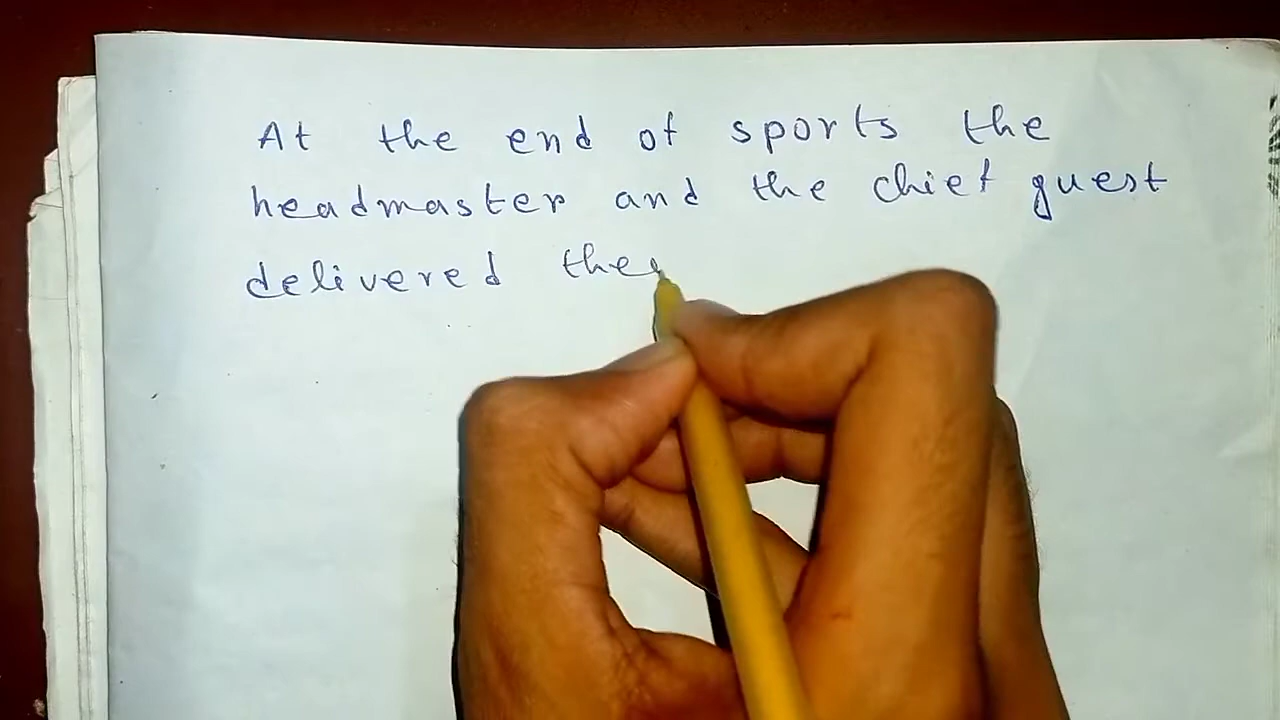 At the end of sports the
headmaster and the chief guest
delivered the